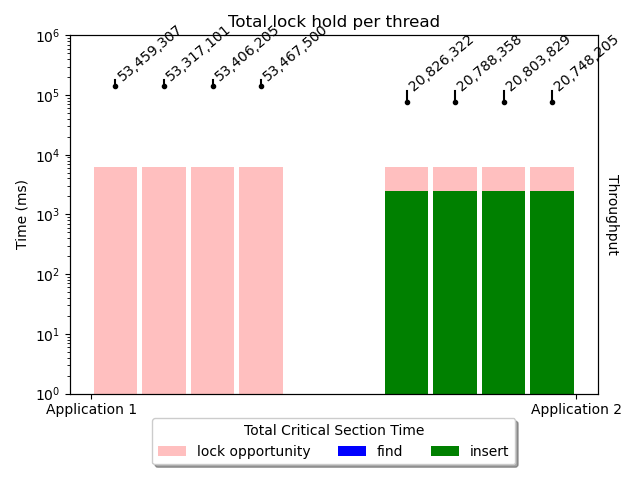 Total lock hold per thread
53,459,307
53,317,101
53,406,205
53,467,500
20,826,322
20,788,358
20,803,829
20,748,205
10^6
10^5
10^4
10^3
10^2
10^1
10^0
Time (ms)
Throughput
Application 1
Application 2
Total Critical Section Time
lock opportunity find insert